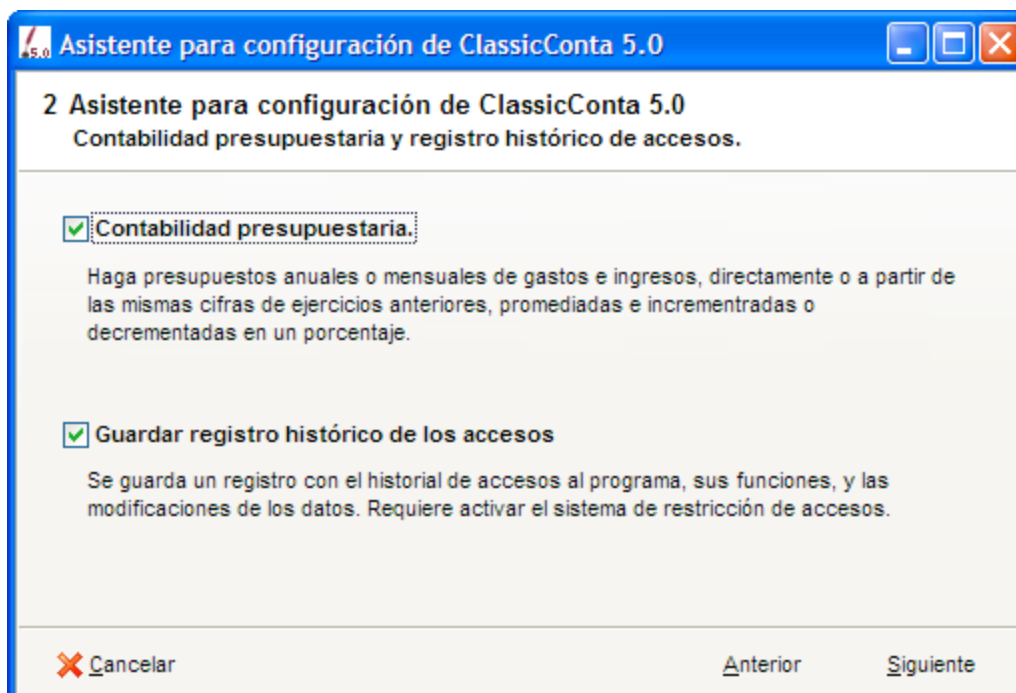 5.0 Asistente para configuración de ClassicConta 5.0
2 Asistente para configuración de ClassicConta 5.0
Contabilidad presupuestaria y registro histórico de accesos.
Contabilidad presupuestaria.
Haga presupuestos anuales o mensuales de gastos e ingresos, directamente o a partir de
las mismas cifras de ejercicios anteriores, promediadas e incrementradas o
decrementadas en un porcentaje.
Guardar registro histórico de los accesos
Se guarda un registro con el historial de accesos al programa, sus funciones, y las
modificaciones de los datos. Requiere activar el sistema de restricción de accesos.
Cancelar Anterior Siguiente